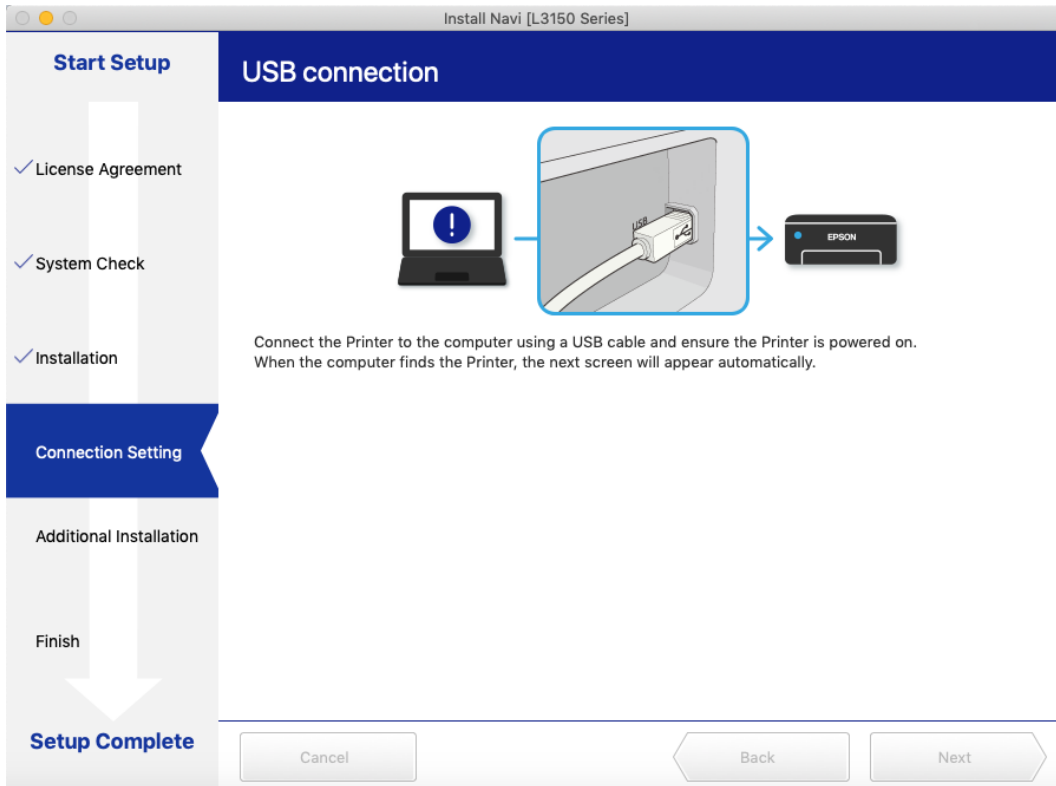 Install Navi [L3150 Series]
Start Setup
USB connection
License Agreement
System Check
Installation
Connection Setting
Additional Installation
Finish
Setup Complete
USB
EPSON
Connect the Printer to the computer using a USB cable and ensure the Printer is powered on.
When the computer finds the Printer, the next screen will appear automatically.
Cancel
Back
Next